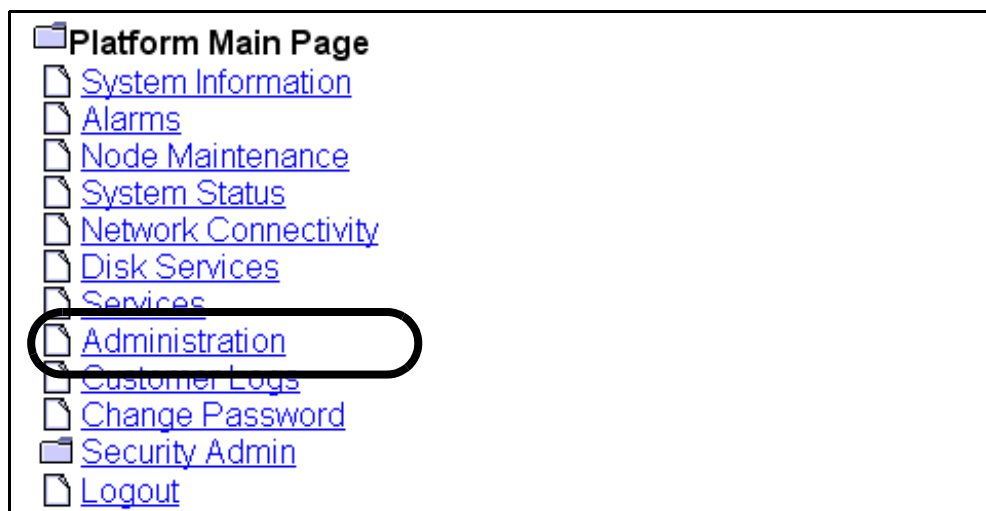 Platform Main Page
System Information
Alarms
Node Maintenance
System Status
Network Connectivity
Disk Services
Services
Administration
Customer Logs
Change Password
Security Admin
Logout